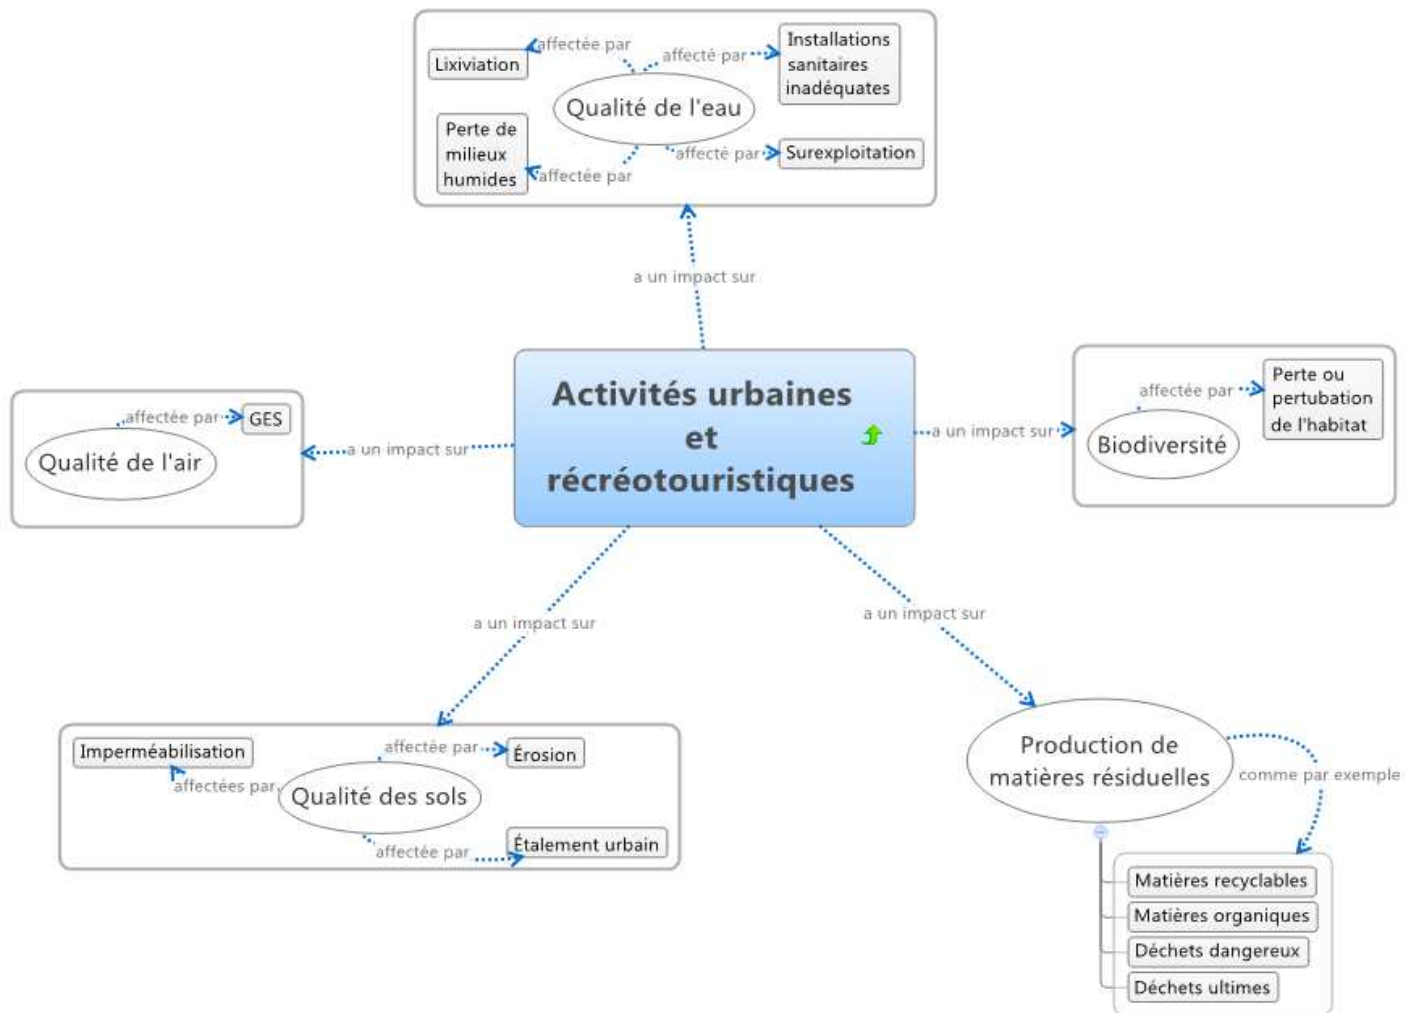 affectée par
affecté par
Installations
sanitaires
inadéquates
Lixiviation
Qualité de l'eau
Perte de
milieux
humides
affectée par
affecté par
Surexploitation
a un impact sur
Activités urbaines
et
récréotouristiques
affectée par
GES
Qualité de l'air
a un impact sur
a un impact sur
affectée par
Perte ou
pertubation
de l'habitat
Biodiversité
a un impact sur
a un impact sur
Imperméabilisation
affectée par
Érosion
affectées par
Qualité des sols
affectée par
Étalement urbain
Production de
matières résiduelles
comme par exemple
Matières recyclables
Matières organiques
Déchets dangereux
Déchets ultimes